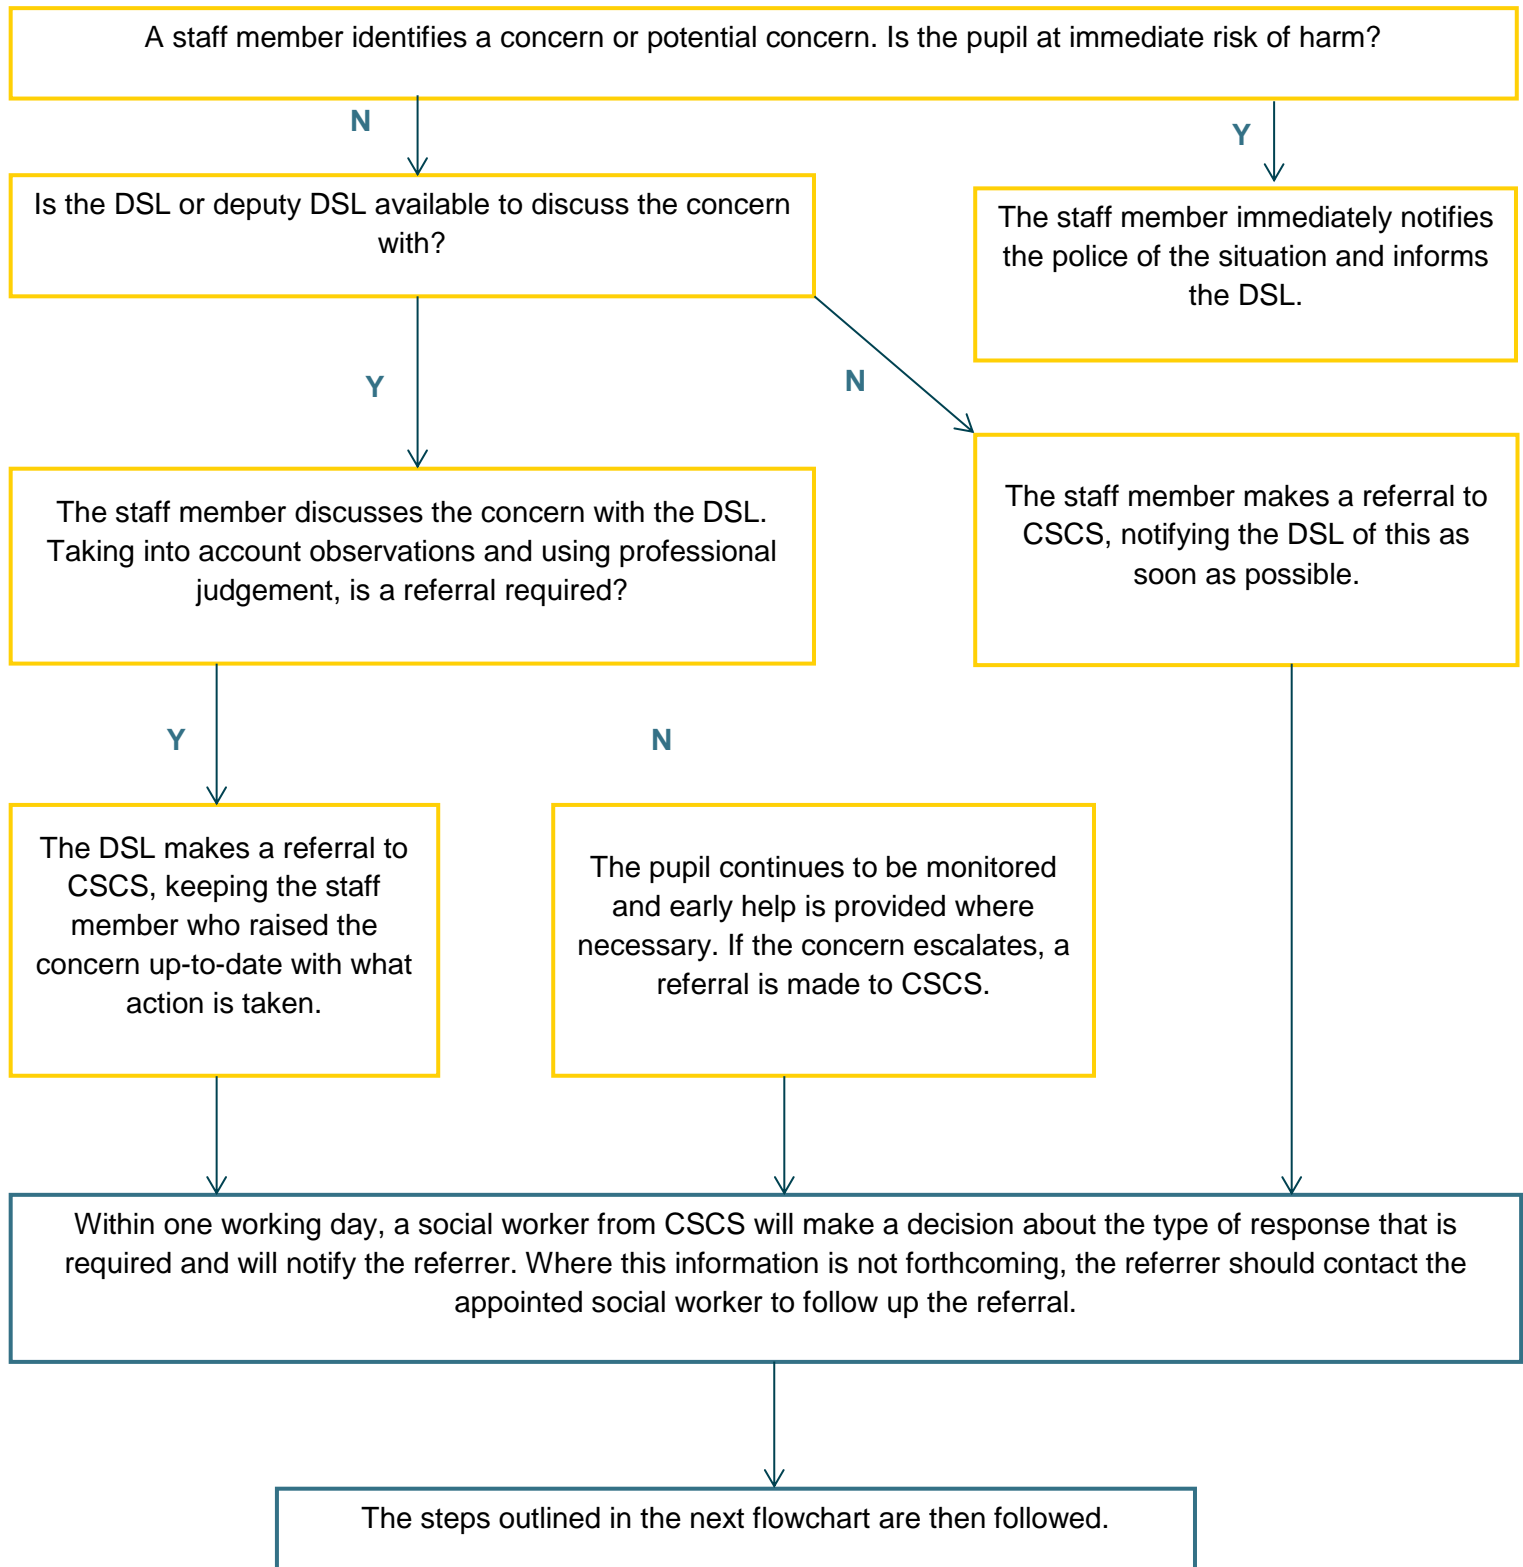 A staff member identifies a concern or potential concern. Is the pupil at immediate risk of harm?
N
Y
Is the DSL or deputy DSL available to discuss the concern
with?
The staff member immediately notifies
the police of the situation and informs
the DSL.
Y
N
The staff member discusses the concern with the DSL.
Taking into account observations and using professional
judgement, is a referral required?
The staff member makes a referral to
CSCS, notifying the DSL of this as
soon as possible.
Y
N
The DSL makes a referral to
CSCS, keeping the staff
member who raised the
concern up-to-date with what
action is taken.
The pupil continues to be monitored
and early help is provided where
necessary. If the concern escalates, a
referral is made to CSCS.
Within one working day, a social worker from CSCS will make a decision about the type of response that is
required and will notify the referrer. Where this information is not forthcoming, the referrer should contact the
appointed social worker to follow up the referral.
The steps outlined in the next flowchart are then followed.